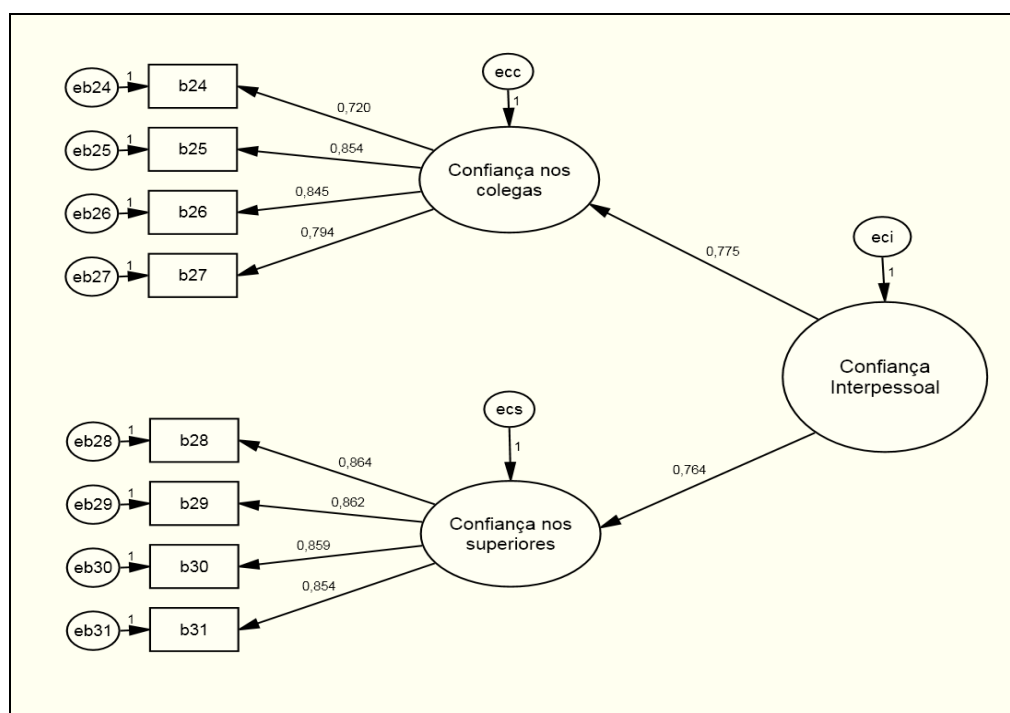 ecc
1
eb24
1
b24
0,720
eb25
1
b25
0,854
Confiança nos
colegas
eb26
1
b26
0,845
eb27
1
b27
0,794
0,775
eci
1
Confiança
Interpessoal
ecs
1
0,764
eb28
1
b28
0,864
eb29
1
b29
0,862
Confiança nos
superiores
eb30
1
b30
0,859
eb31
1
b31
0,854